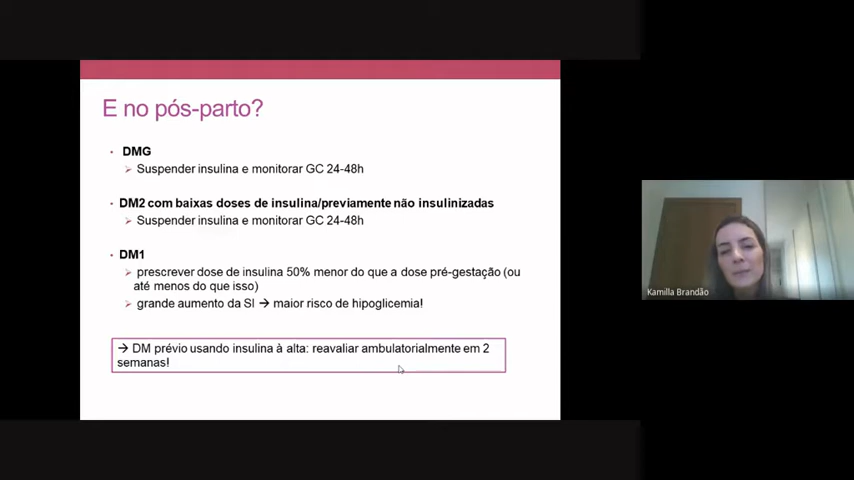 E no pós-parto?
• DMG
➢ Suspender insulina e monitorar GC 24-48h
• DM2 com baixas doses de insulina/previamente não insulinizadas
➢ Suspender insulina e monitorar GC 24-48h
• DM1
➢ prescrever dose de insulina 50% menor do que a dose pré-gestação (ou
até menos do que isso)
➢ grande aumento da SI → maior risco de hipoglicemia!
→ DM prévio usando insulina à alta: reavaliar ambulatorialmente em 2
semanas!
Kamilla Brandão